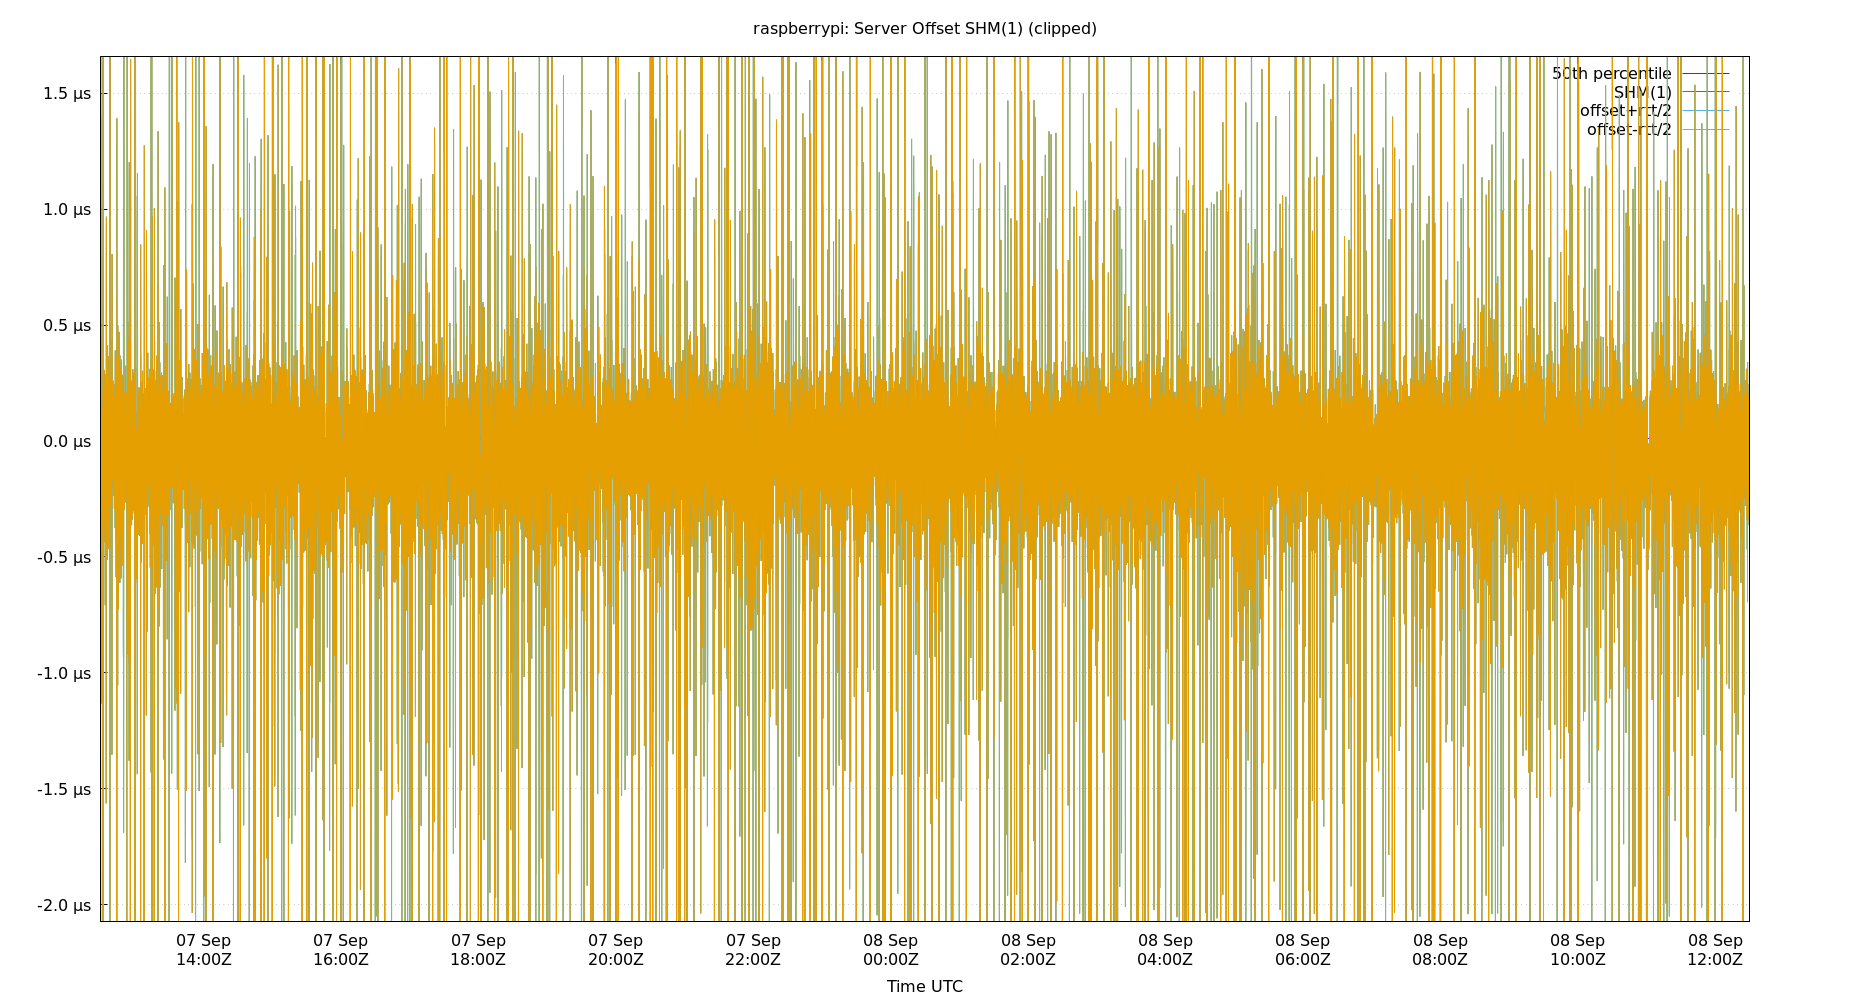 raspberrypi: Server Offset SHM(1) (clipped)
50th percentile
SHM(1)
offset+rtt/2
offset-rtt/2
1.5 µs
1.0 µs
0.5 µs
0.0 µs
-0.5 µs
-1.0 µs
-1.5 µs
-2.0 µs
07 Sep 07 Sep 07 Sep 07 Sep 07 Sep 08 Sep 08 Sep 08 Sep 08 Sep 08 Sep 08 Sep 08 Sep
14:00Z 16:00Z 18:00Z 20:00Z 22:00Z 00:00Z 02:00Z 04:00Z 06:00Z 08:00Z 10:00Z 12:00Z
Time UTC